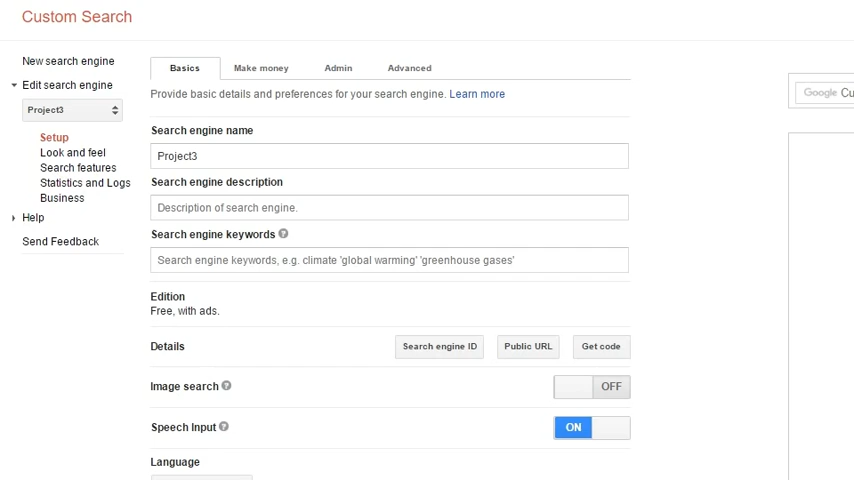 Custom Search
New search engine
Edit search engine
Project3
Setup
Look and feel
Search features
Statistics and Logs
Business
Help
Send Feedback
Basics Make money Admin Advanced
Provide basic details and preferences for your search engine. Learn more
Search engine name
Project3
Search engine description
Description of search engine.
Search engine keywords ?
Search engine keywords, e.g. climate 'global warming' 'greenhouse gases'
Edition
Free, with ads.
Details Search engine ID Public URL Get code
Image search ? OFF
Speech Input ? ON
Language
Google Cu